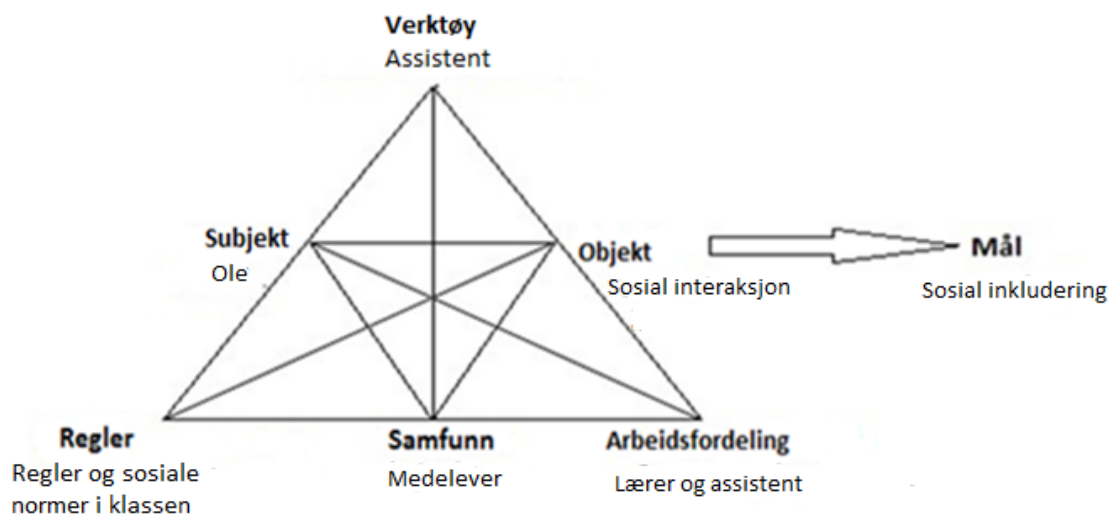 Verktøy
Assistent
Subjekt
Ole
Objekt
Sosial interaksjon
Mål
Sosial inkludering
Regler
Regler og sosiale
normer i klassen
Samfunn
Medelever
Arbeidsfordeling
Lærer og assistent